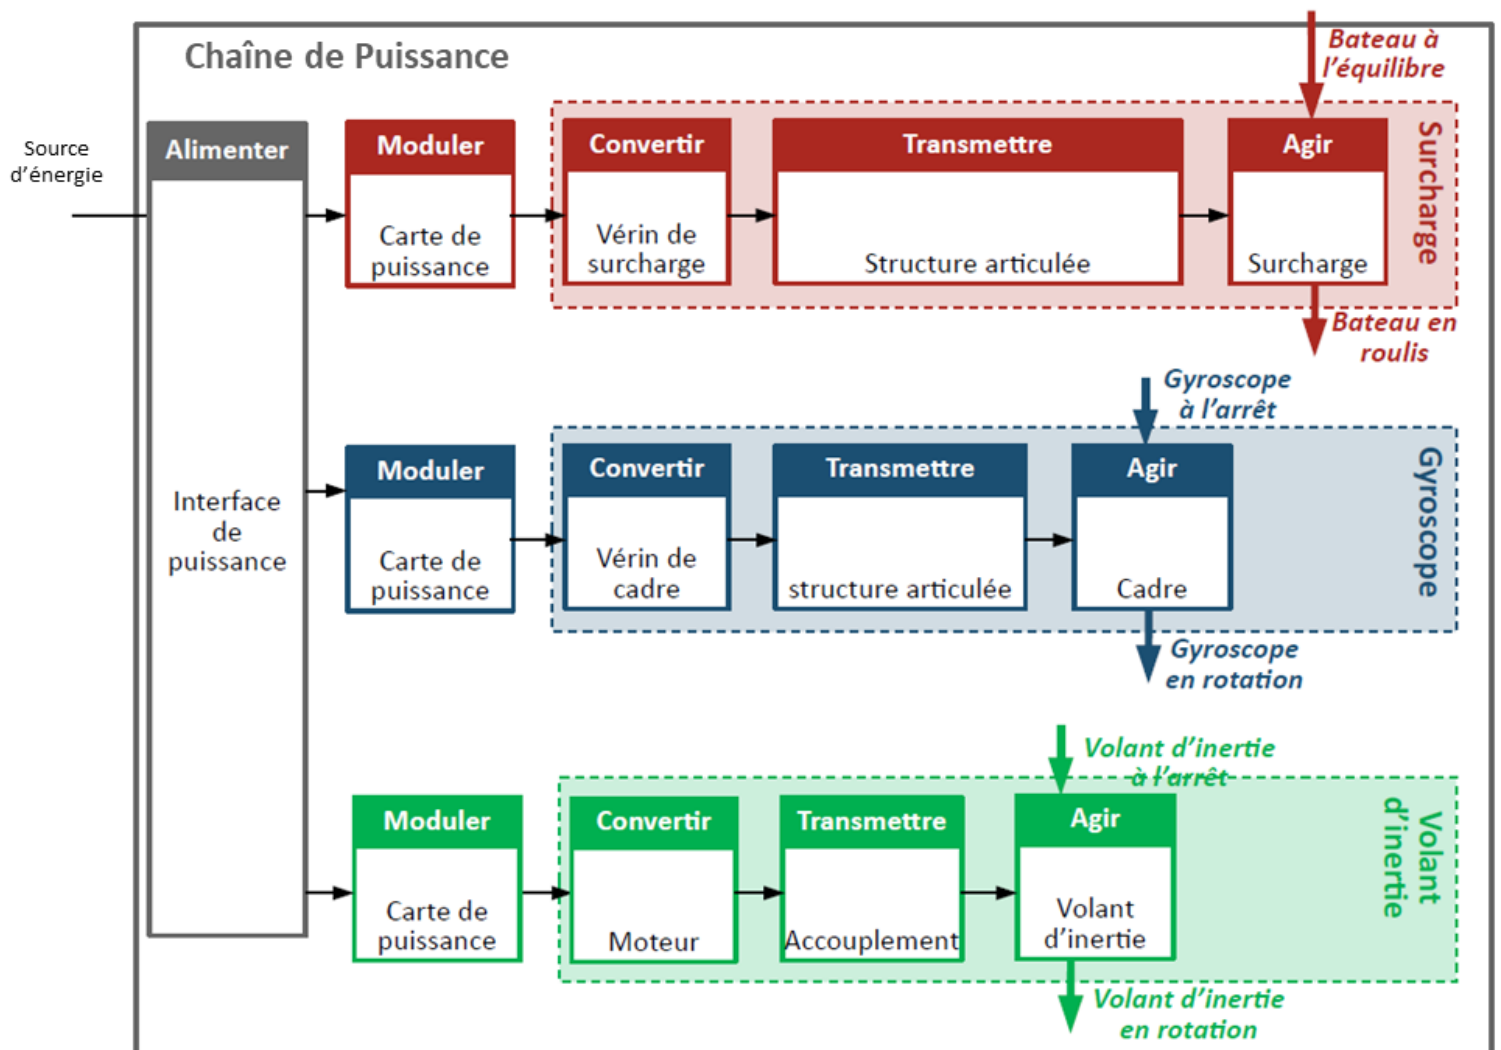 Chaîne de Puissance
Source
d’énergie
Alimenter
Interface
de
puissance
Moduler
Carte de
puissance
Convertir
Vérin de
surcharge
Transmettre
Structure articulée
Bateau à
l’équilibre
Agir
Surcharge
Bateau en
roulis
Surcharge
Moduler
Carte de
puissance
Convertir
Vérin de
cadre
Transmettre
structure articulée
Gyroscope
à l’arrêt
Agir
Cadre
Gyroscope
en rotation
Gyroscope
Moduler
Carte de
puissance
Convertir
Moteur
Transmettre
Accouplement
Volant d’inertie
à l’arrêt
Agir
Volant
d’inertie
Volant d’inertie
en rotation
Volant
d’inertie